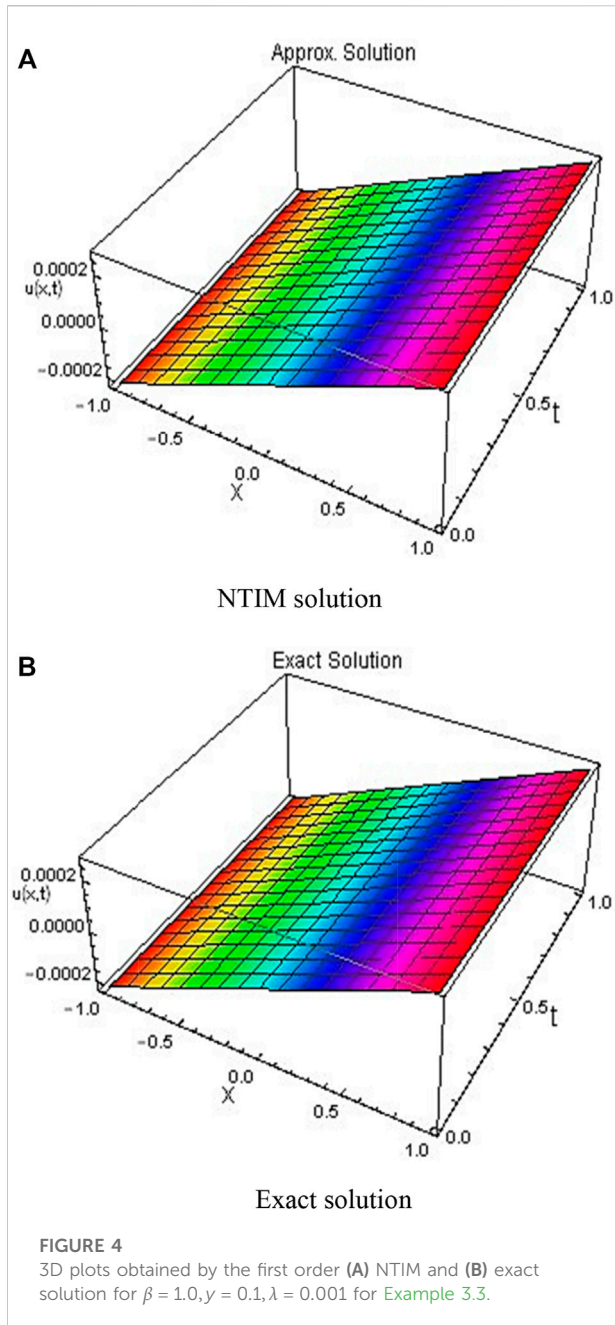 A
Approx. Solution
0.0002
u(x,t)
0.0000
−0.0002
−1.0
−0.5
0.0
X
0.5
1.0
0.0
0.5
t
1.0
NTIM solution
B
Exact Solution
0.0002
u(x,t)
0.0000
−0.0002
−1.0
−0.5
0.0
X
0.5
1.0
0.0
0.5
t
1.0
Exact solution
FIGURE 4
3D plots obtained by the first order (A) NTIM and (B) exact
solution for β = 1.0, y = 0.1, λ = 0.001 for Example 3.3.